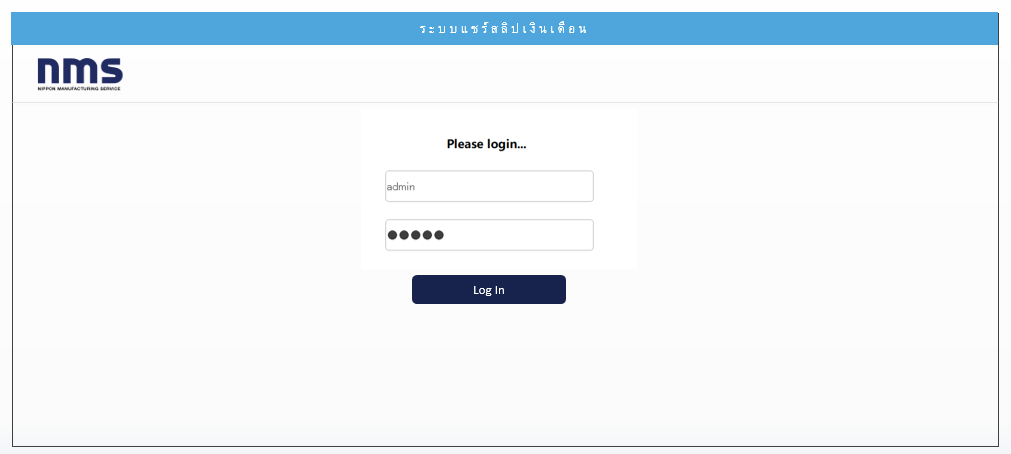 ระบบแชร์สลิปเงินเดือน
nms
NIPPON MANUFACTURING SERVICE
Please login...
admin
●●●●●
Log In